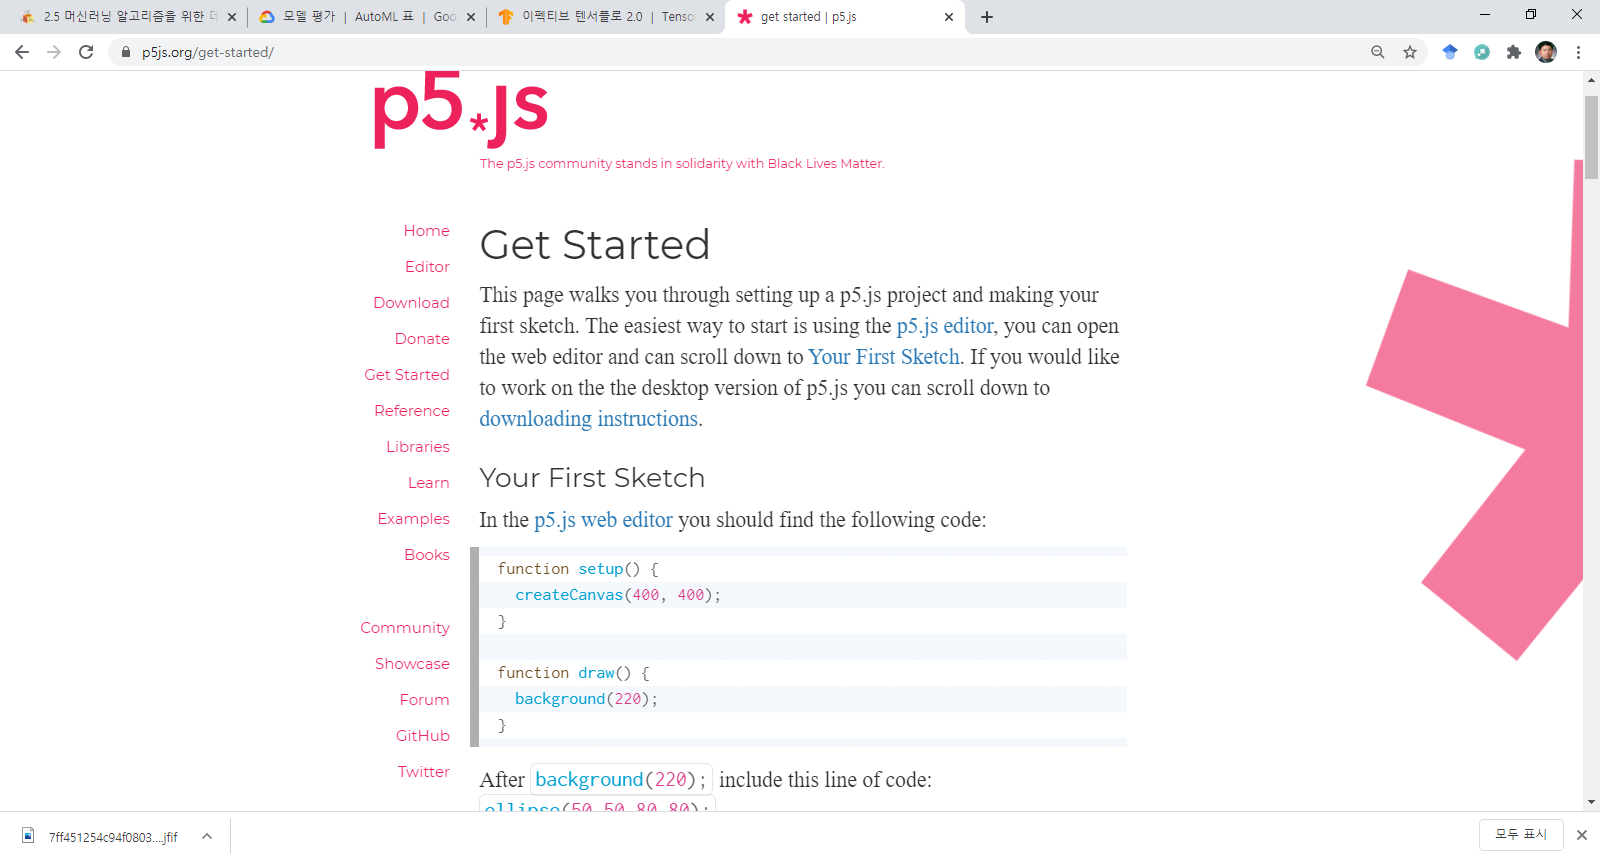 2.5 머신러닝 알고리즘을 위한 데
모델 평가 | AutoML 표 | Goo
이펙티브 텐서플로 2.0 | Tensor
get started | p5.js
p5js.org/get-started/
p5*js
The p5.js community stands in solidarity with Black Lives Matter.
Home
Editor
Download
Donate
Get Started
Reference
Libraries
Learn
Examples
Books
Community
Showcase
Forum
GitHub
Twitter
Get Started
This page walks you through setting up a p5.js project and making your
first sketch. The easiest way to start is using the p5.js editor, you can open
the web editor and can scroll down to Your First Sketch. If you would like
to work on the the desktop version of p5.js you can scroll down to
downloading instructions.
Your First Sketch
In the p5.js web editor you should find the following code:
function setup() {
createCanvas(400, 400);
}
function draw() {
background(220);
}
After background(220); include this line of code:
ellipse(50,50,80,80);
7ff451254c94f0803....jfif
모두 표시